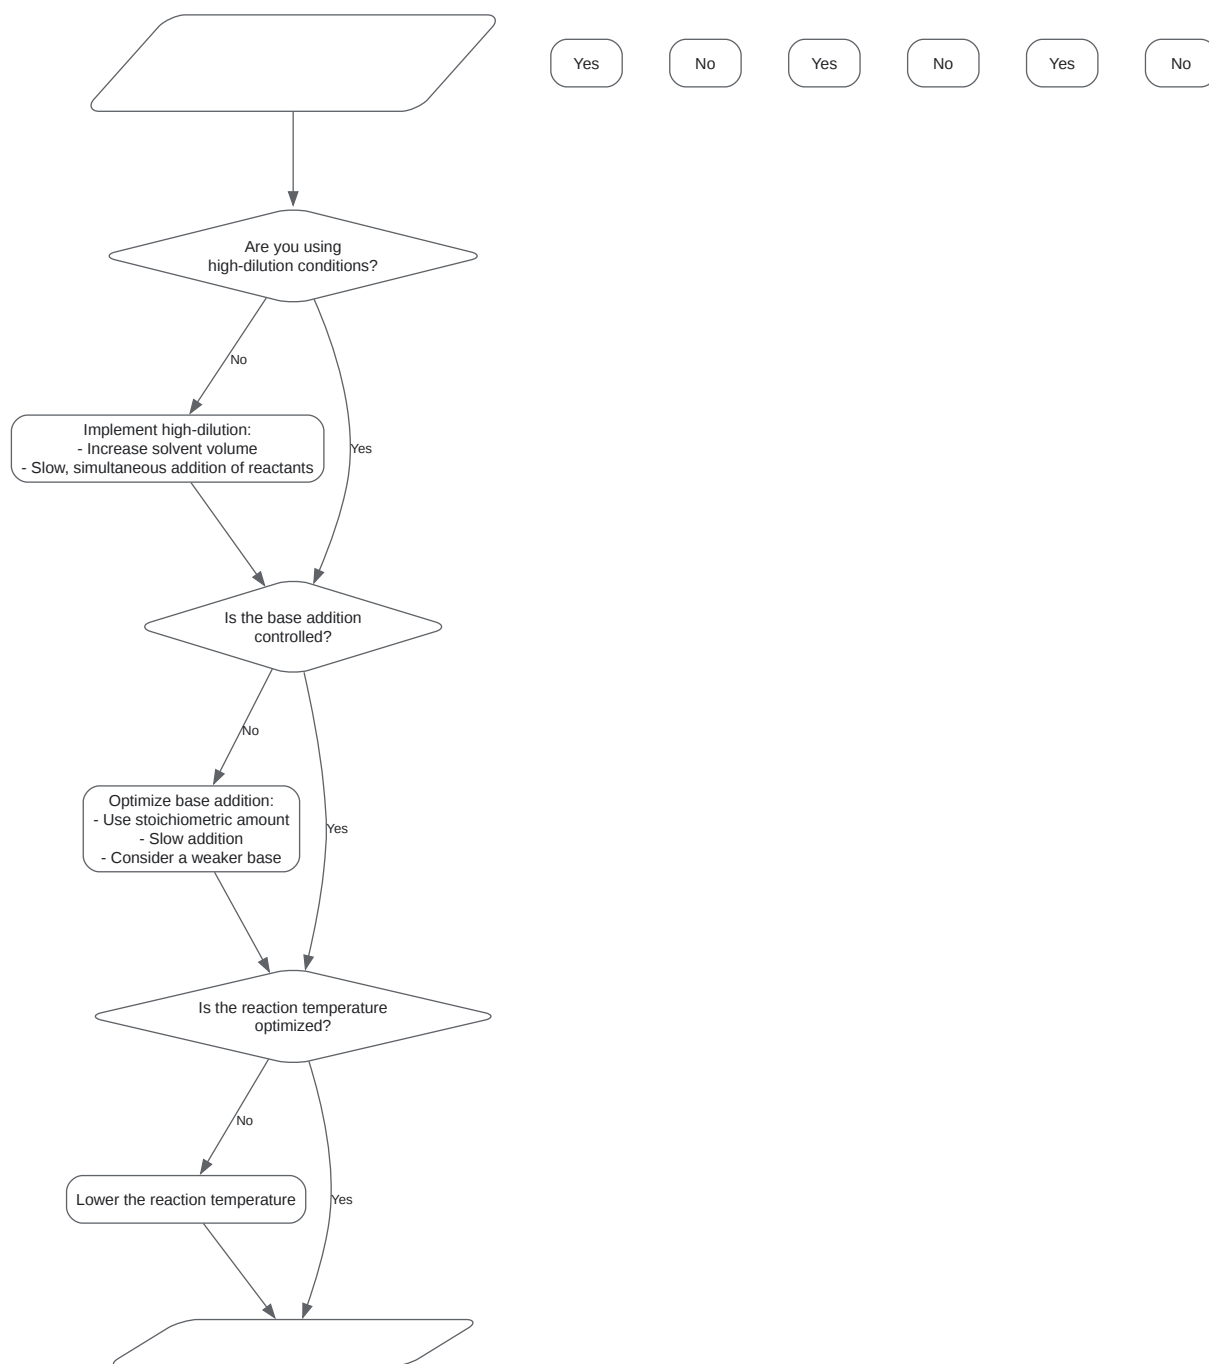 Yes
No
Yes
No
Yes
No
Are you using
high-dilution conditions?
No
Implement high-dilution:
- Increase solvent volume
- Slow, simultaneous addition of reactants
Yes
Is the base addition
controlled?
No
Optimize base addition:
- Use stoichiometric amount
- Slow addition
- Consider a weaker base
Yes
Is the reaction temperature
optimized?
No
Lower the reaction temperature
Yes